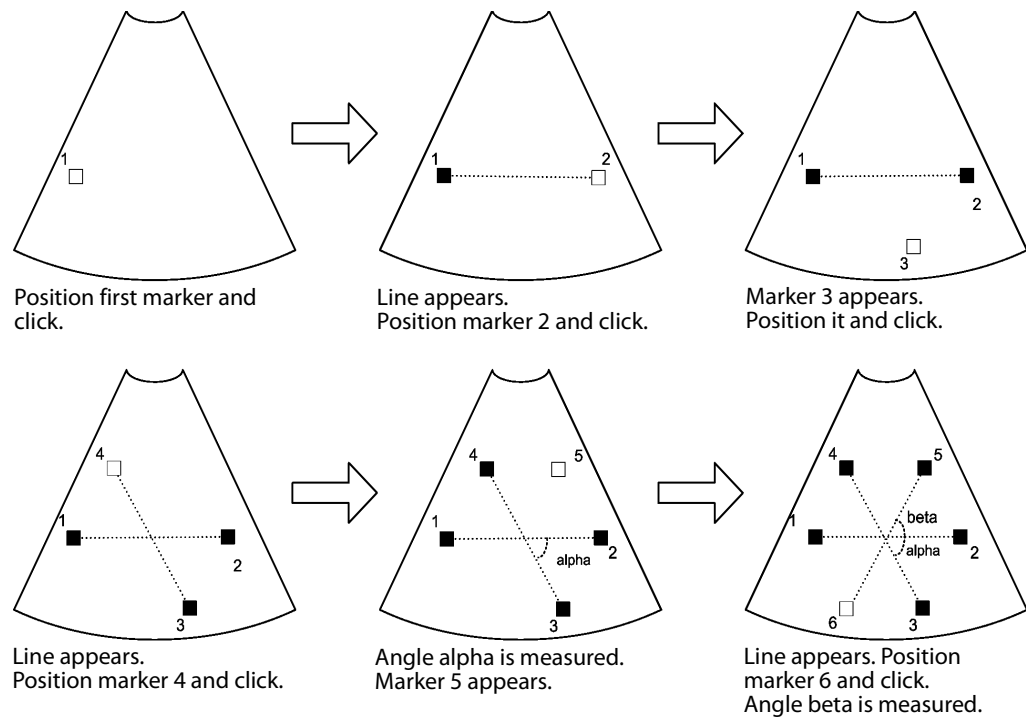 1
1
2
1
2
3
Position first marker and
click.
Line appears.
Position marker 2 and click.
Marker 3 appears.
Position it and click.
4
1
2
3
4
5
1
2
alpha
3
4
5
beta
1
2
alpha
6
3
Line appears.
Position marker 4 and click.
Angle alpha is measured.
Marker 5 appears.
Line appears. Position
marker 6 and click.
Angle beta is measured.